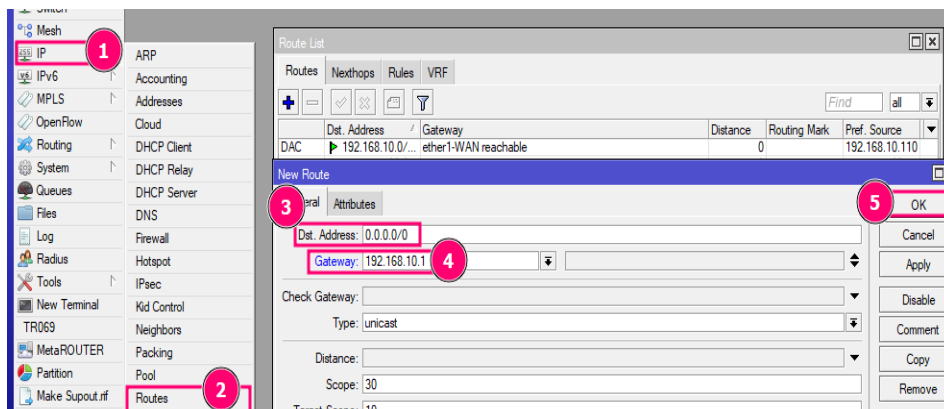 Switch
Mesh
IP
1
IPv6
MPLS
OpenFlow
Routing
System
Queues
Files
Log
Radius
Tools
New Terminal
TR069
MetaROUTER
Partition
Make Supout.rif
ARP
Accounting
Addresses
Cloud
DHCP Client
DHCP Relay
DHCP Server
DNS
Firewall
Hotspot
IPsec
Kid Control
Neighbors
Packing
Pool
2
Routes
Route List
Routes Nexthops Rules VRF
Find all
Dst. Address / Gateway Distance Routing Mark Pref. Source
DAC 192.168.10.0/... ether1-WAN reachable 0 192.168.10.110
New Route
3 Attributes
Dst. Address: 0.0.0.0/0
Gateway: 192.168.10.1 4
Check Gateway:
Type: unicast
Distance:
Scope: 30
Target Scope: 10
5 OK
Cancel
Apply
Disable
Comment
Copy
Remove